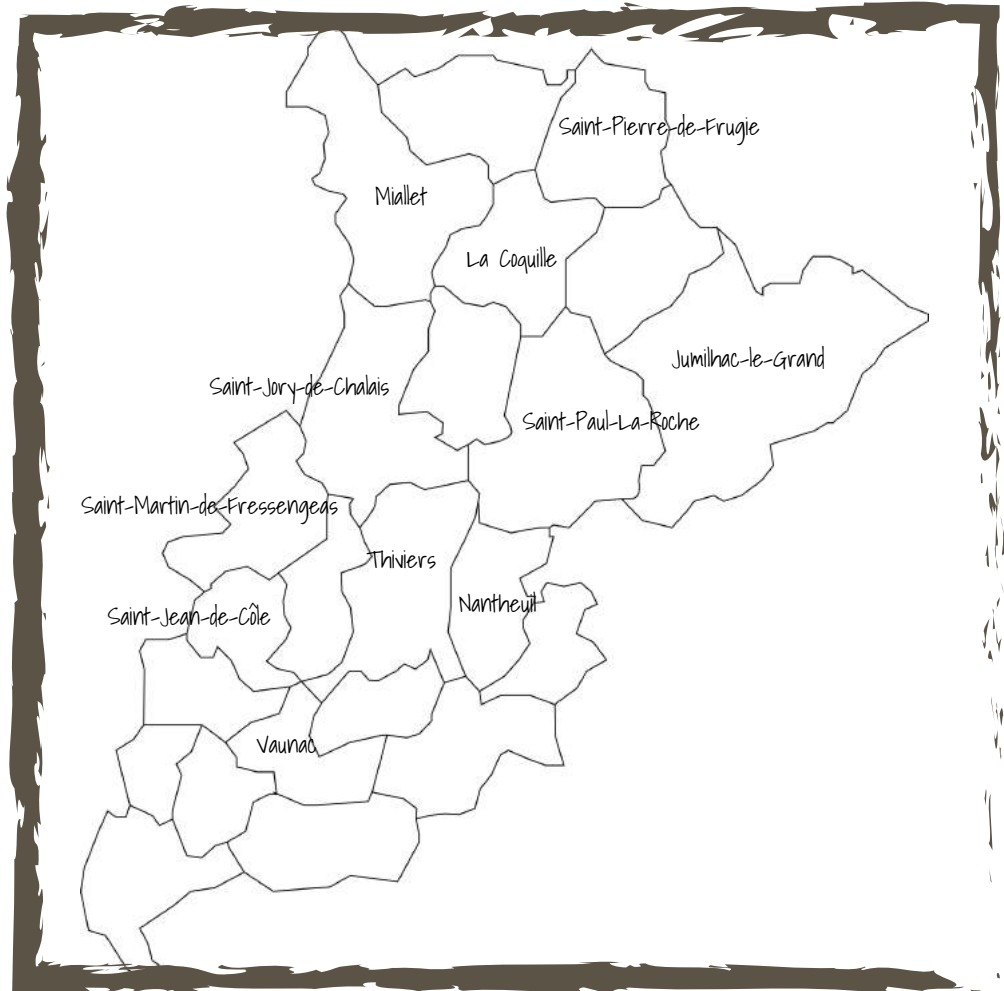 Saint-Pierre-de-Frugie
Miallet
La Coquille
Jumilhac-le-Grand
Saint-Jory-de-Chalais
Saint-Paul-La-Roche
Saint-Martin-de-Fressengeas
Thiviers
Nantheuil
Saint-Jean-de-Côle
Vaunac